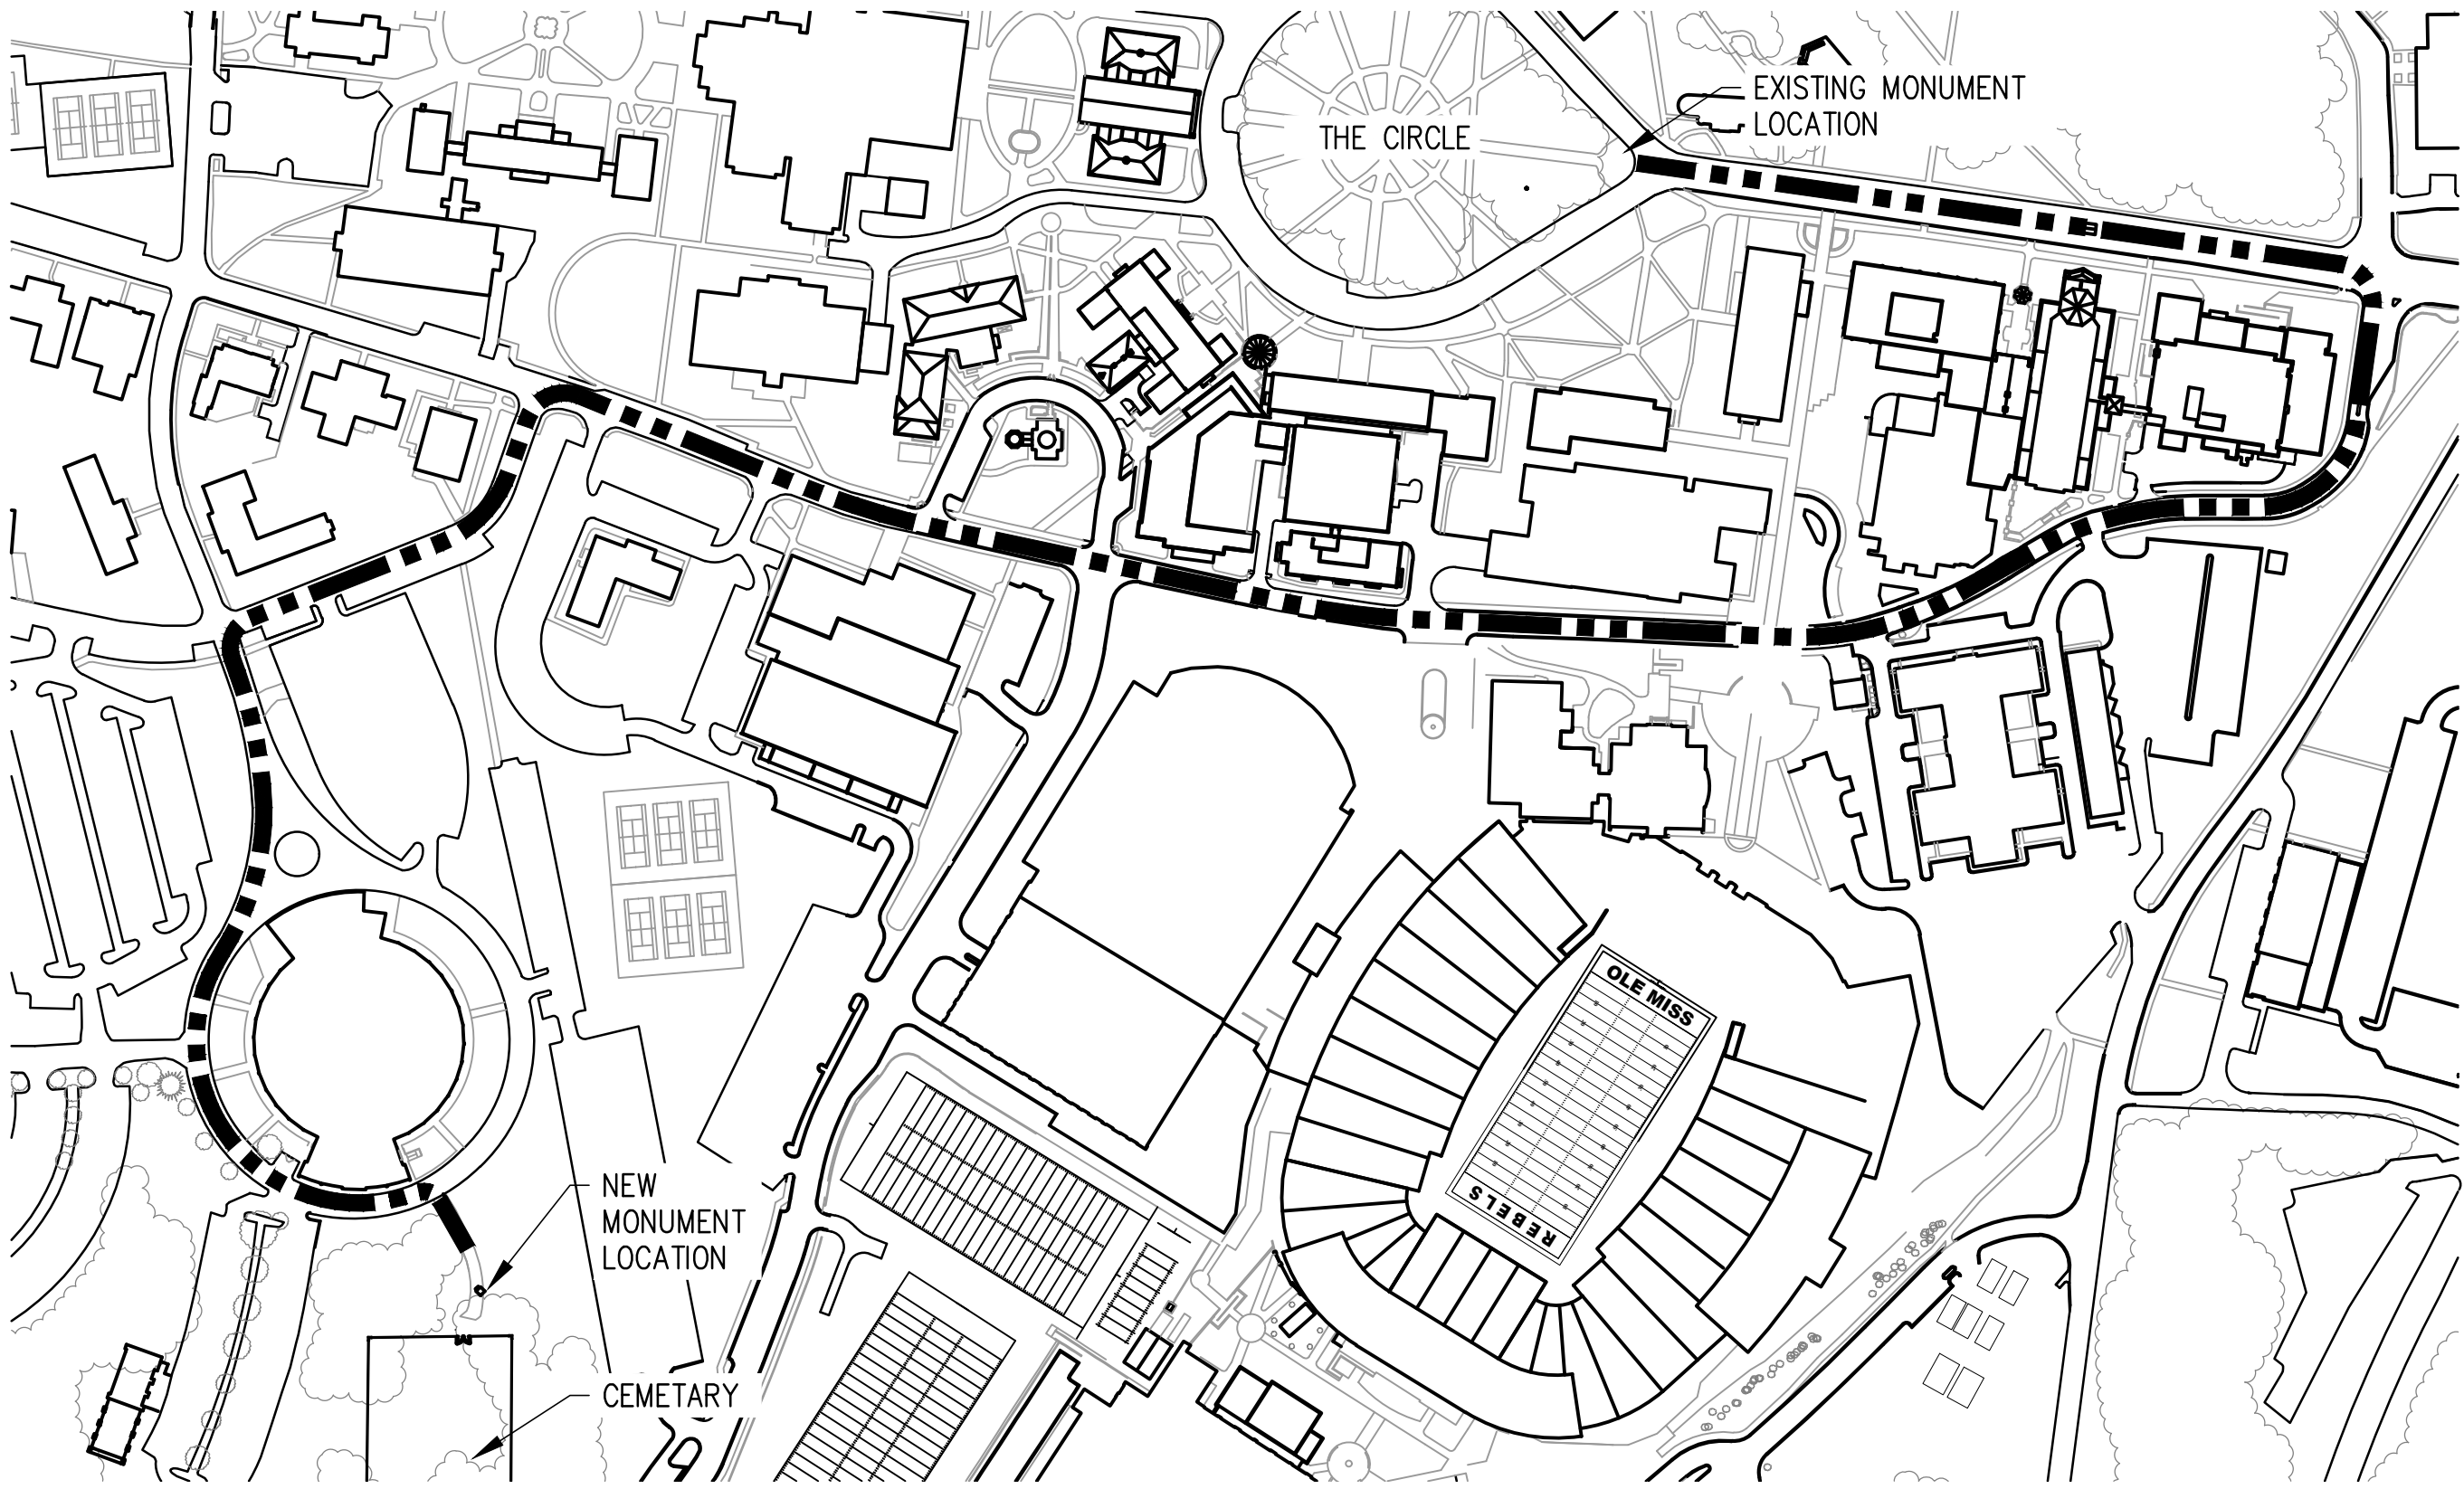 EXISTING MONUMENT
LOCATION
THE CIRCLE
OLE MISS
REBELS
NEW
MONUMENT
LOCATION
CEMETARY